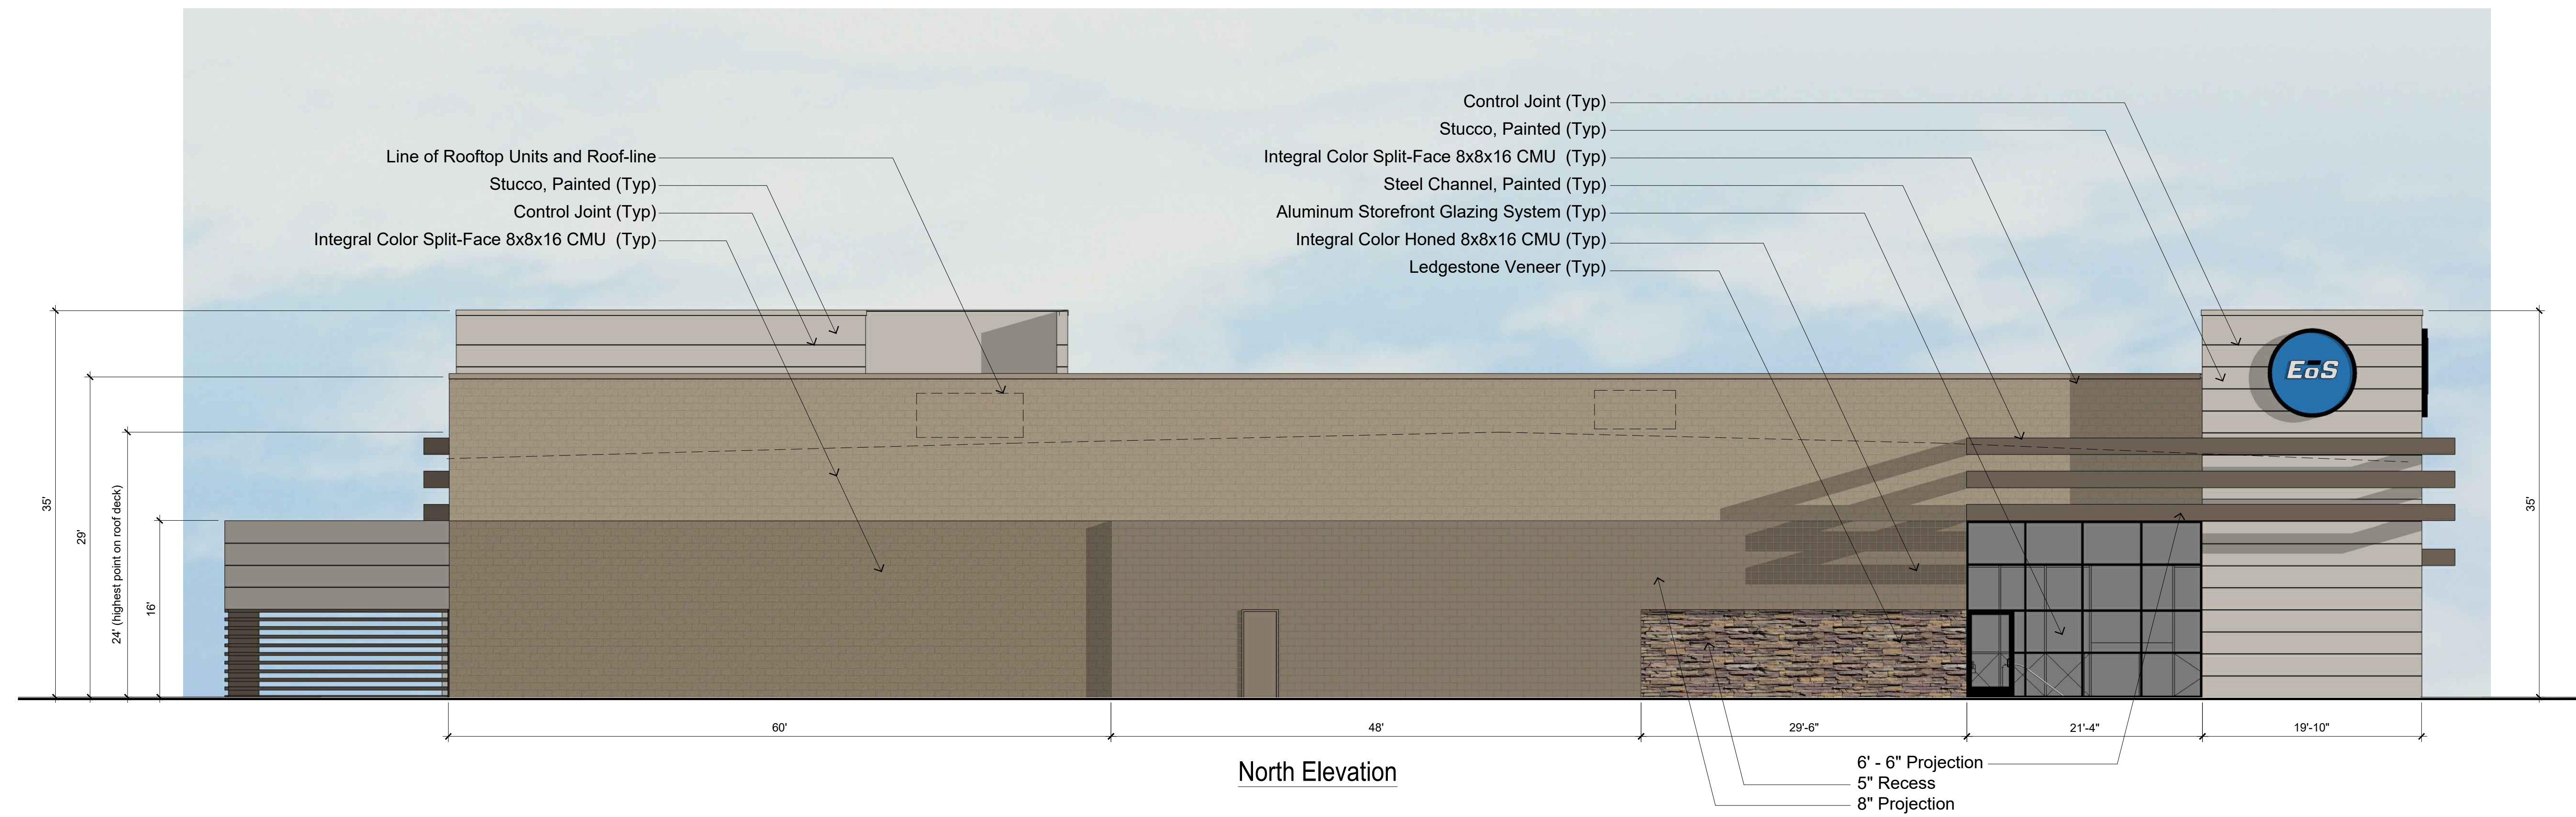 Control Joint (Typ)
Stucco, Painted (Typ)
Integral Color Split-Face 8x8x16 CMU  (Typ)
Steel Channel, Painted (Typ)
Aluminum Storefront Glazing System (Typ)
Integral Color Honed 8x8x16 CMU (Typ)
Ledgestone Veneer (Typ)
Line of Rooftop Units and Roof-line
Stucco, Painted (Typ)
Control Joint (Typ)
Integral Color Split-Face 8x8x16 CMU  (Typ)
EōS
35'
29'
24' (highest point on roof deck)
16'
35'
60'
48'
29'-6"
21'-4"
19'-10"
North Elevation
6' - 6" Projection
5" Recess
8" Projection